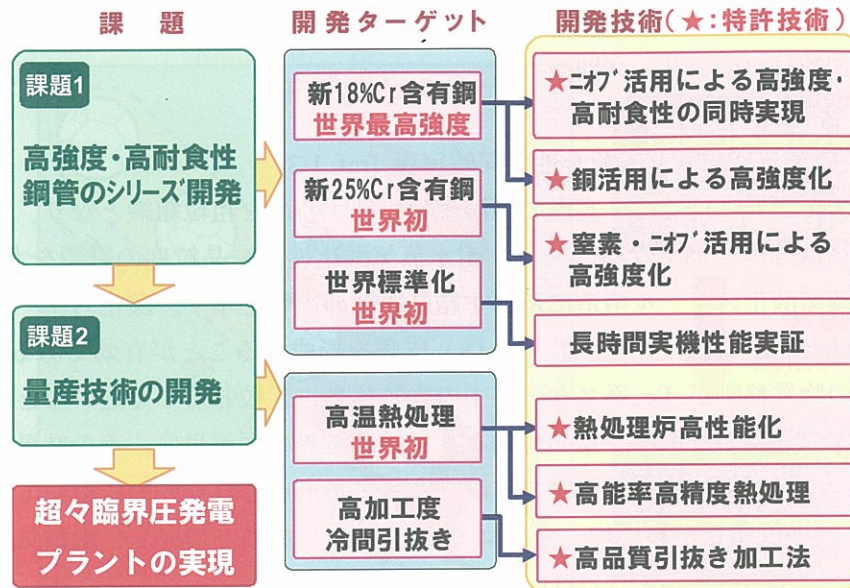 課題
開発ターゲット
開発技術(★:特許技術)
課題1
高強度・高耐食性
鋼管のシリーズ開発
課題2
量産技術の開発
超々臨界圧発電
プラントの実現
新18%Cr含有鋼
世界最高強度
新25%Cr含有鋼
世界初
世界標準化
世界初
高温熱処理
世界初
高加工度
冷間引抜き
★ニオブ活用による高強度・
高耐食性の同時実現
★銅活用による高強度化
★窒素・ニオブ活用による
高強度化
長時間実機性能実証
★熱処理炉高性能化
★高能率高精度熱処理
★高品質引抜き加工法